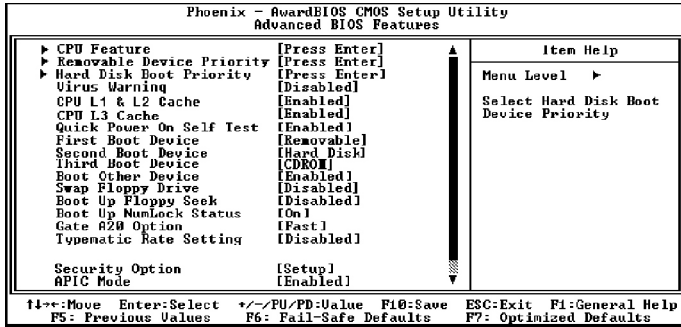 Phoenix - AwardBIOS CMOS Setup Utility
Advanced BIOS Features
▶ CPU Feature [Press Enter]
▶ Removable Device Priority [Press Enter]
▶ Hard Disk Boot Priority [Press Enter]
Virus Warning [Disabled]
CPU L1 & L2 Cache [Enabled]
CPU L3 Cache [Enabled]
Quick Power On Self Test [Enabled]
First Boot Device [Removable]
Second Boot Device [Hard Disk]
Third Boot Device [CDROM]
Boot Other Device [Enabled]
Swap Floppy Drive [Disabled]
Boot Up Floppy Seek [Disabled]
Boot Up NumLock Status [On]
Gate A20 Option [Fast]
Typematic Rate Setting [Disabled]
Security Option [Setup]
APIC Mode [Enabled]
Item Help
Menu Level ▶
Select Hard Disk Boot
Device Priority
↑↓→←:Move Enter:Select +/-/PU/PD:Value F10:Save ESC:Exit F1:General Help
F5: Previous Values F6: Fail-Safe Defaults F7: Optimized Defaults